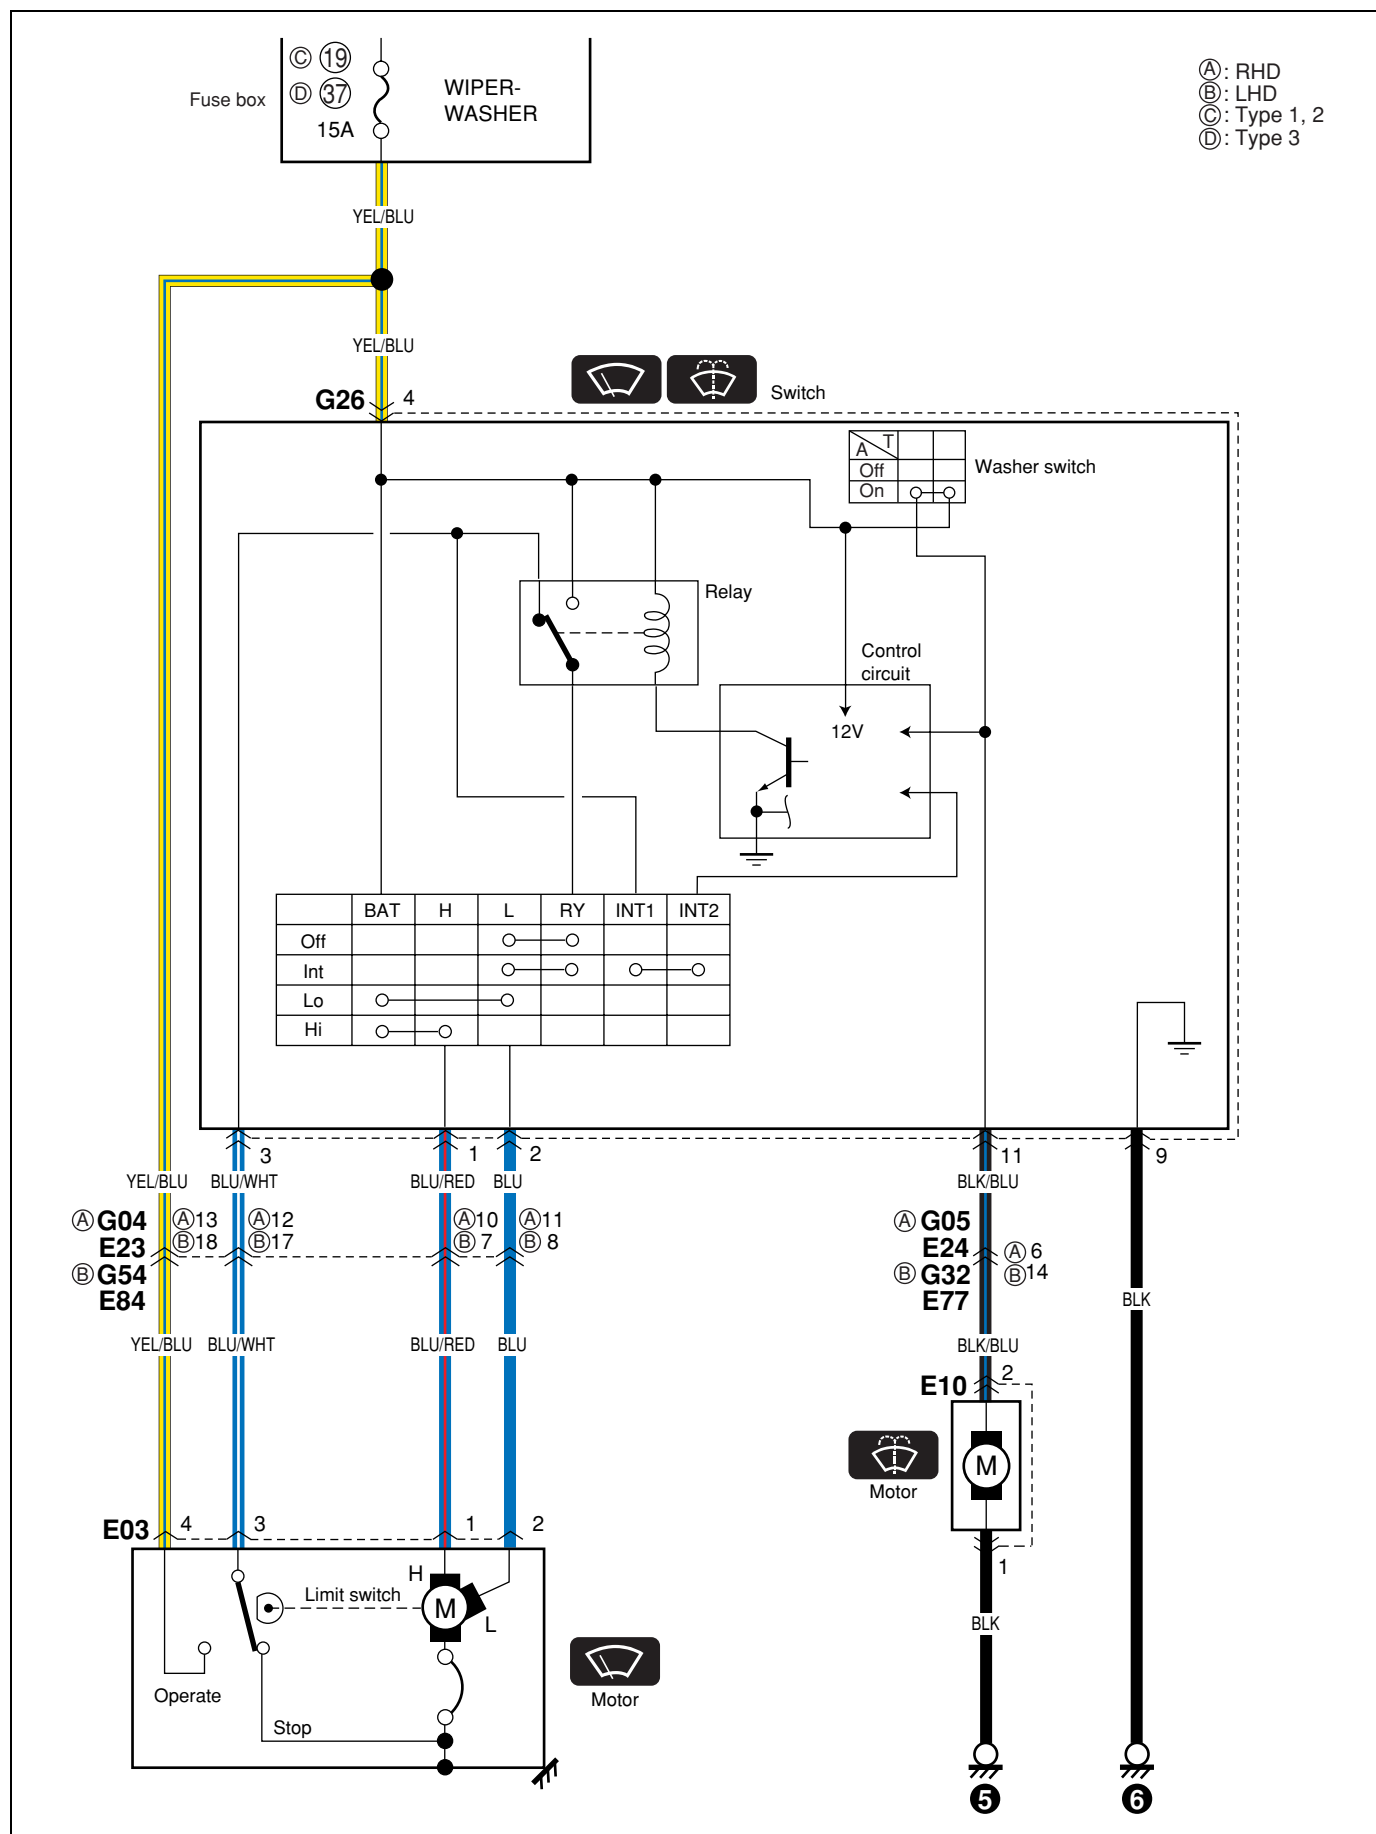 Ⓒ ⑲
Ⓓ ㊲
15A
Fuse box
WIPER-
WASHER
Ⓐ: RHD
Ⓑ: LHD
Ⓒ: Type 1, 2
Ⓓ: Type 3
YEL/BLU
YEL/BLU
G26 4
Switch
A T
Off
On
Washer switch
Relay
Control
circuit
12V
BAT H L RY INT1 INT2
Off
Int
Lo
Hi
3 1 2 11 9
YEL/BLU BLU/WHT BLU/RED BLU BLK/BLU
Ⓐ G04 Ⓐ13 Ⓐ12 Ⓐ10 Ⓐ11 Ⓐ G05
E23 Ⓑ18 Ⓑ17 Ⓑ 7 Ⓑ 8 E24 Ⓐ 6
Ⓑ G54 Ⓑ G32 Ⓑ14
E84 E77 BLK
YEL/BLU BLU/WHT BLU/RED BLU BLK/BLU
E10 2
M
Motor
E03 4 3 1 2
1
H
Limit switch
M
L
BLK
Operate
Motor
Stop
❺ ❻